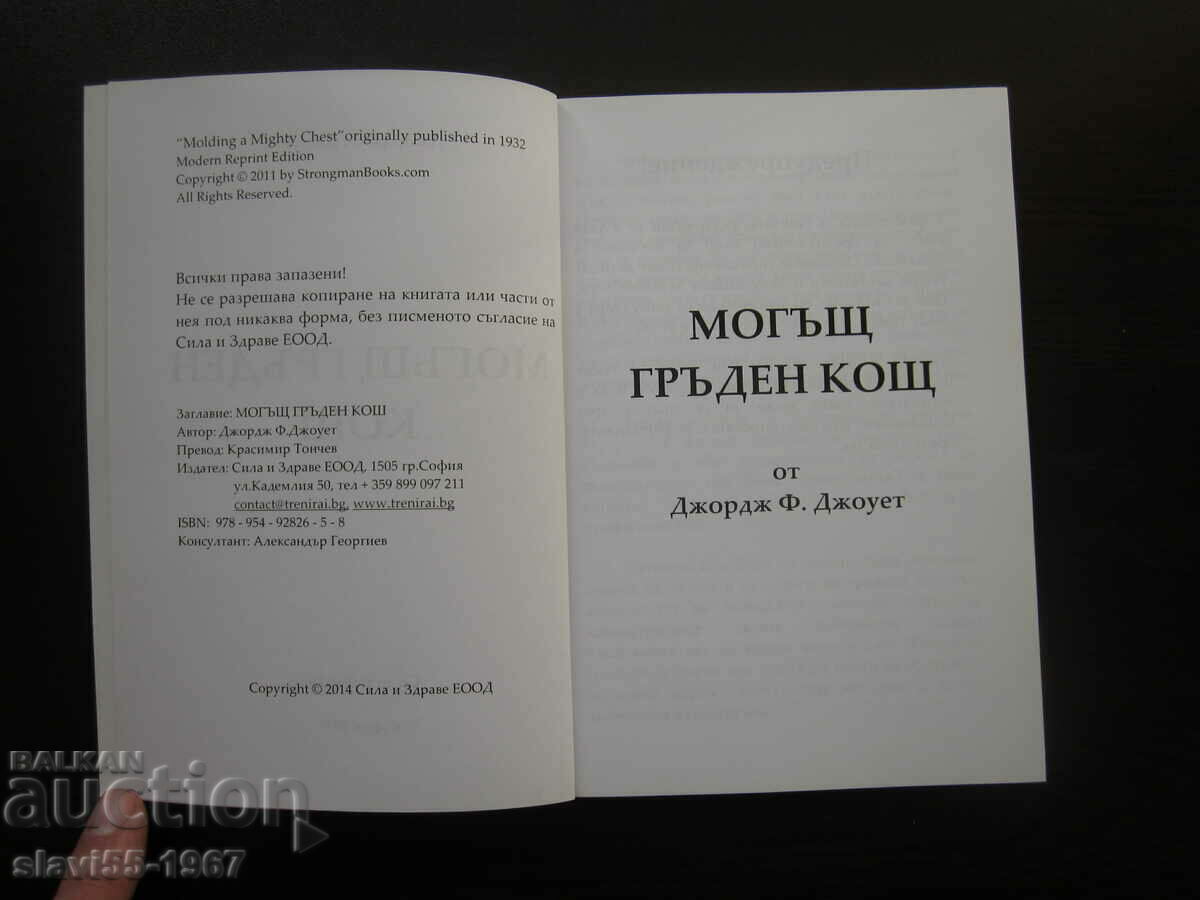 “Molding a Mighty Chest”originally published in 1932
Modern Reprint Edition
Copyright © 2011 by StrongmanBooks.com
All Rights Reserved.
Всички права запазени!
Не се разрешава копиране на книгата или части от
нея под никаква форма, без писменото съгласие на
Сила и Здраве ЕООД.
Заглавие: МОГЪЩ ГРЪДЕН КОШ
Автор: Джордж Ф.Джоует
Превод: Красимир Тончев
Издател: Сила и Здраве ЕООД, 1505 гр.София
ул.Кадемлия 50, тел + 359 899 097 211
contact@trenirai.bg, www.trenirai.bg
ISBN: 978 - 954 - 92826 - 5 - 8
Консултант: Александър Георгиев
Copyright © 2014 Сила и Здраве ЕООД
МОГЪЩ
ГРЪДЕН КОЩ
от
Джордж Ф. Джоует
BALKAN
auction
slavi55-1967